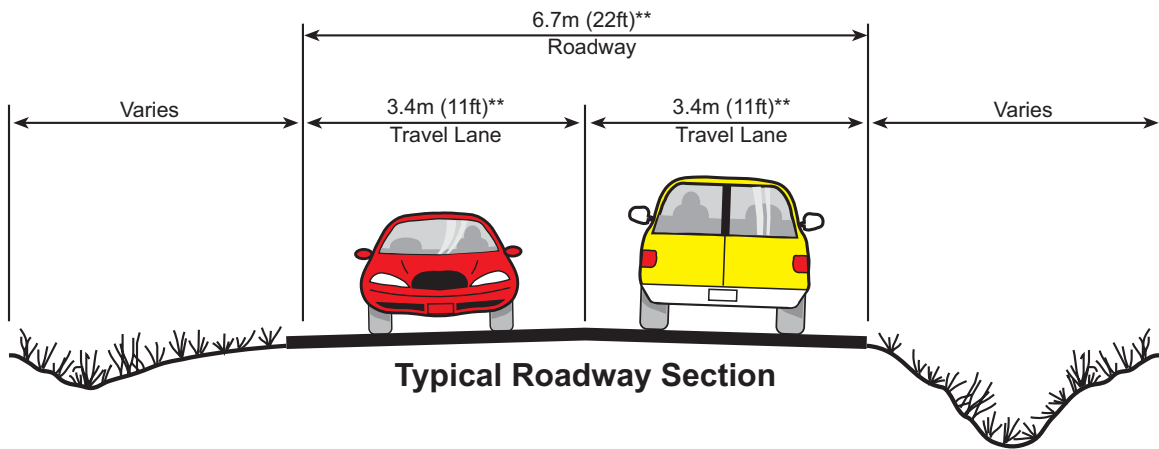 6.7m (22ft)**
Roadway
Varies
3.4m (11ft)**
Travel Lane
3.4m (11ft)**
Travel Lane
Varies
Typical Roadway Section